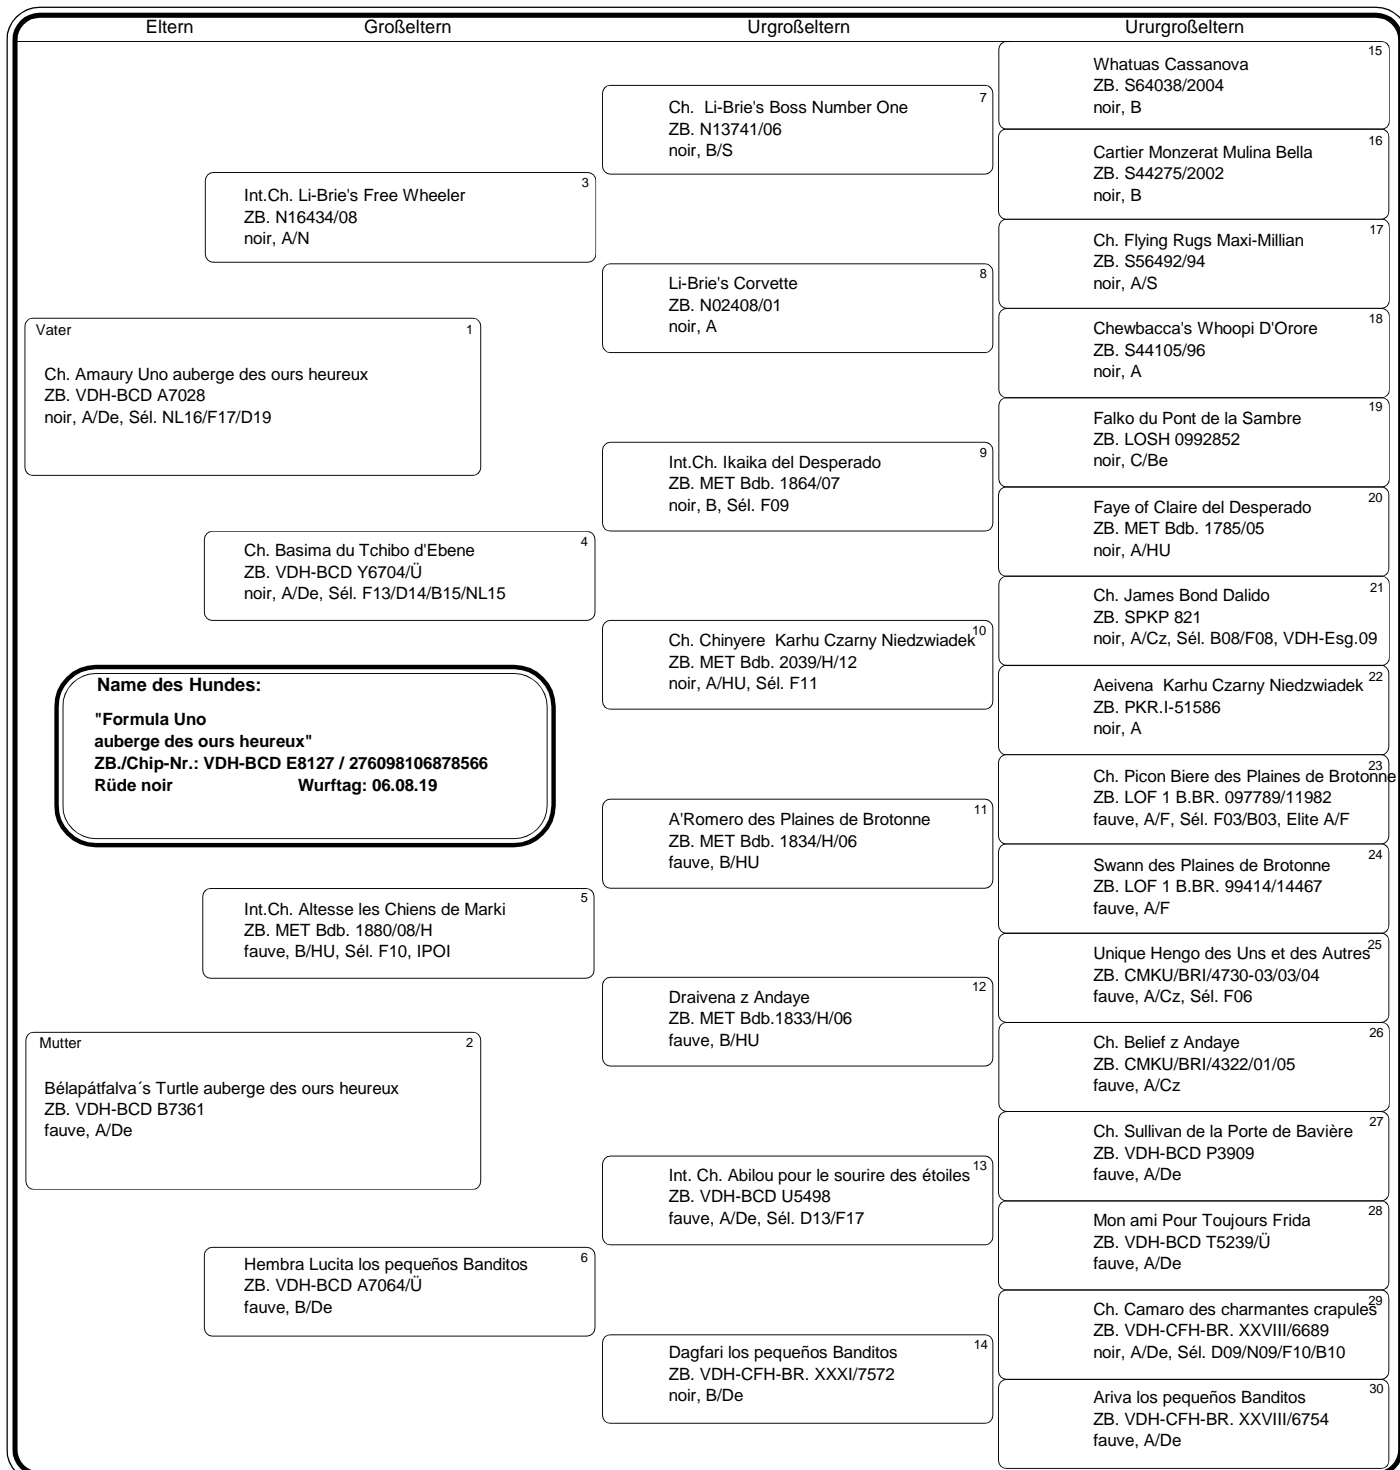 Eltern Großeltern Urgroßeltern Ururgroßeltern
15
Whatuas Cassanova
ZB. S64038/2004
noir, B
7
Ch. Li-Brie's Boss Number One
ZB. N13741/06
noir, B/S
16
Cartier Monzerat Mulina Bella
ZB. S44275/2002
noir, B
3
Int.Ch. Li-Brie's Free Wheeler
ZB. N16434/08
noir, A/N
17
Ch. Flying Rugs Maxi-Millian
ZB. S56492/94
noir, A/S
8
Li-Brie's Corvette
ZB. N02408/01
noir, A
18
Chewbacca's Whoopi D'Orore
ZB. S44105/96
noir, A
Vater 1
Ch. Amaury Uno auberge des ours heureux
ZB. VDH-BCD A7028
noir, A/De, Sél. NL16/F17/D19
19
Falko du Pont de la Sambre
ZB. LOSH 0992852
noir, C/Be
9
Int.Ch. Ikaika del Desperado
ZB. MET Bdb. 1864/07
noir, B, Sél. F09
20
Faye of Claire del Desperado
ZB. MET Bdb. 1785/05
noir, A/HU
4
Ch. Basima du Tchibo d'Ebene
ZB. VDH-BCD Y6704/Ü
noir, A/De, Sél. F13/D14/B15/NL15
21
Ch. James Bond Dalido
ZB. SPKP 821
noir, A/Cz, Sél. B08/F08, VDH-Esg.09
10
Ch. Chinyere Karhu Czarny Niedzwiadek
ZB. MET Bdb. 2039/H/12
noir, A/HU, Sél. F11
22
Aeivena Karhu Czarny Niedzwiadek
ZB. PKR.I-51586
noir, A
Name des Hundes:
"Formula Uno
auberge des ours heureux"
ZB./Chip-Nr.: VDH-BCD E8127 / 276098106878566
Rüde noir Wurftag: 06.08.19
23
Ch. Picon Biere des Plaines de Brotonne
ZB. LOF 1 B.BR. 097789/11982
fauve, A/F, Sél. F03/B03, Elite A/F
11
A'Romero des Plaines de Brotonne
ZB. MET Bdb. 1834/H/06
fauve, B/HU
24
Swann des Plaines de Brotonne
ZB. LOF 1 B.BR. 99414/14467
fauve, A/F
5
Int.Ch. Altesse les Chiens de Marki
ZB. MET Bdb. 1880/08/H
fauve, B/HU, Sél. F10, IPOI
25
Unique Hengo des Uns et des Autres
ZB. CMKU/BRI/4730-03/03/04
fauve, A/Cz, Sél. F06
12
Draivena z Andaye
ZB. MET Bdb.1833/H/06
fauve, B/HU
26
Ch. Belief z Andaye
ZB. CMKU/BRI/4322/01/05
fauve, A/Cz
Mutter 2
Bélapátfalva´s Turtle auberge des ours heureux
ZB. VDH-BCD B7361
fauve, A/De
27
Ch. Sullivan de la Porte de Bavière
ZB. VDH-BCD P3909
fauve, A/De
13
Int. Ch. Abilou pour le sourire des étoiles
ZB. VDH-BCD U5498
fauve, A/De, Sél. D13/F17
28
Mon ami Pour Toujours Frida
ZB. VDH-BCD T5239/Ü
fauve, A/De
6
Hembra Lucita los pequeños Banditos
ZB. VDH-BCD A7064/Ü
fauve, B/De
29
Ch. Camaro des charmantes crapules
ZB. VDH-CFH-BR. XXVIII/6689
noir, A/De, Sél. D09/N09/F10/B10
14
Dagfari los pequeños Banditos
ZB. VDH-CFH-BR. XXXI/7572
noir, B/De
30
Ariva los pequeños Banditos
ZB. VDH-CFH-BR. XXVIII/6754
fauve, A/De